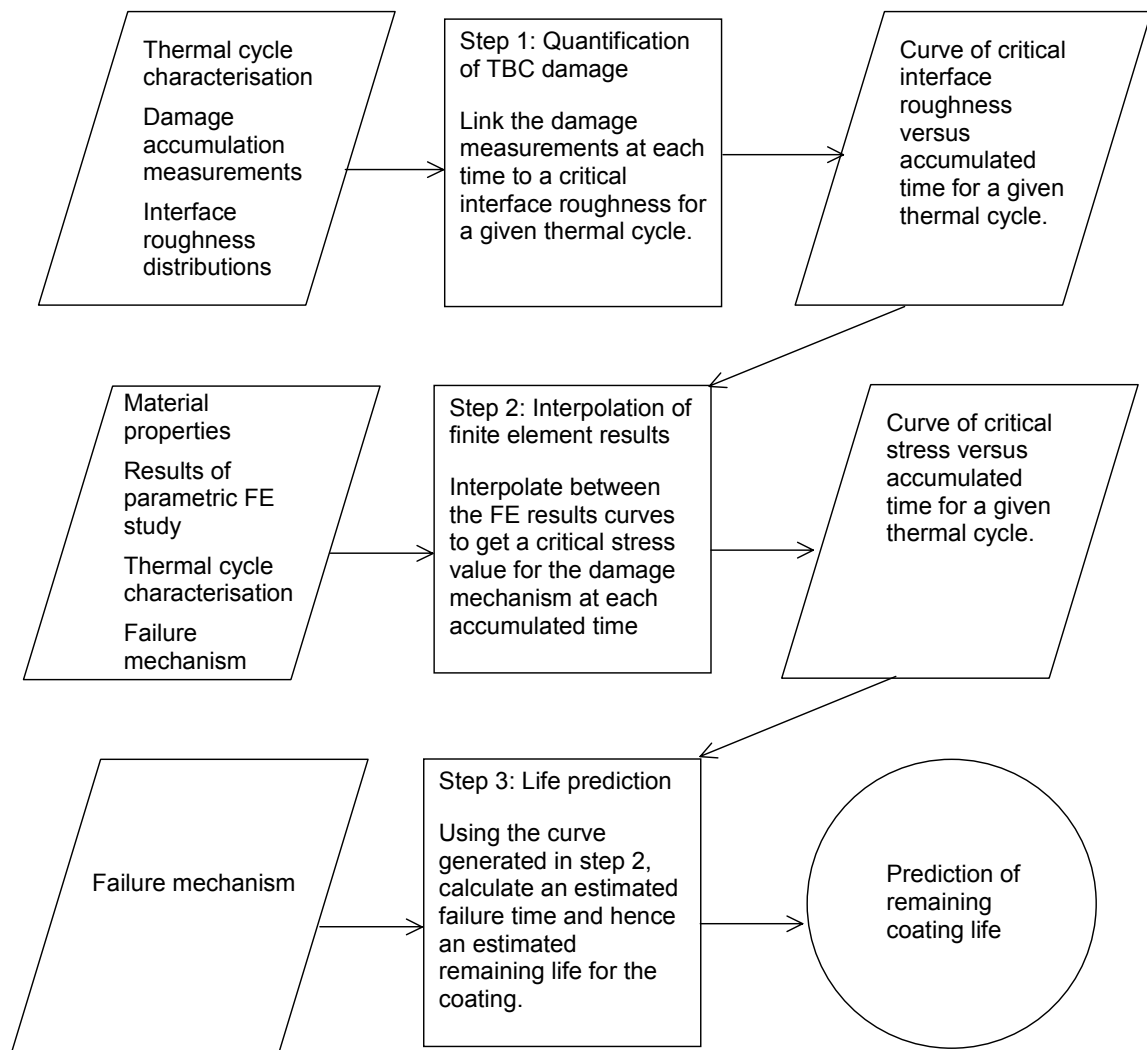 Thermal cycle
characterisation
Damage
accumulation
measurements
Interface
roughness
distributions
Step 1: Quantification
of TBC damage
Link the damage
measurements at each
time to a critical
interface roughness for
a given thermal cycle.
Curve of critical
interface
roughness
versus
accumulated
time for a given
thermal cycle.
Material
properties
Results of
parametric FE
study
Thermal cycle
characterisation
Failure
mechanism
Step 2: Interpolation of
finite element results
Interpolate between
the FE results curves
to get a critical stress
value for the damage
mechanism at each
accumulated time
Curve of critical
stress versus
accumulated
time for a given
thermal cycle.
Failure mechanism
Step 3: Life prediction
Using the curve
generated in step 2,
calculate an estimated
failure time and hence
an estimated
remaining life for the
coating.
Prediction of
remaining
coating life